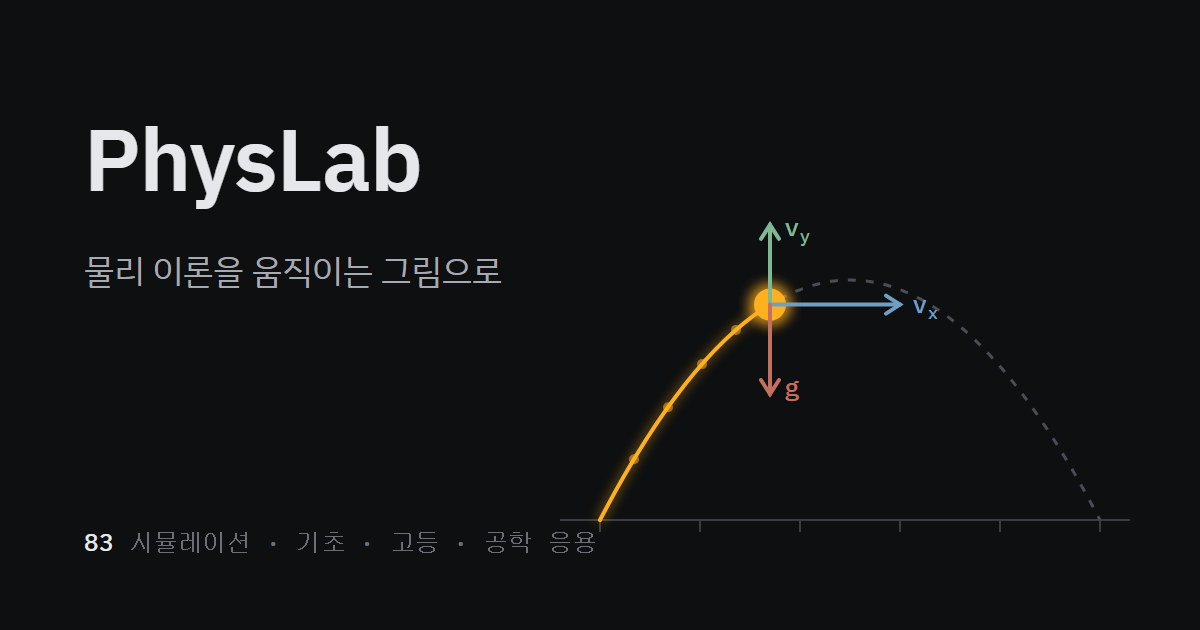 PhysLab
물리 이론을 움직이는 그림으로
vy
vx
g
83 시뮬레이션 · 기초 · 고등 · 공학 응용